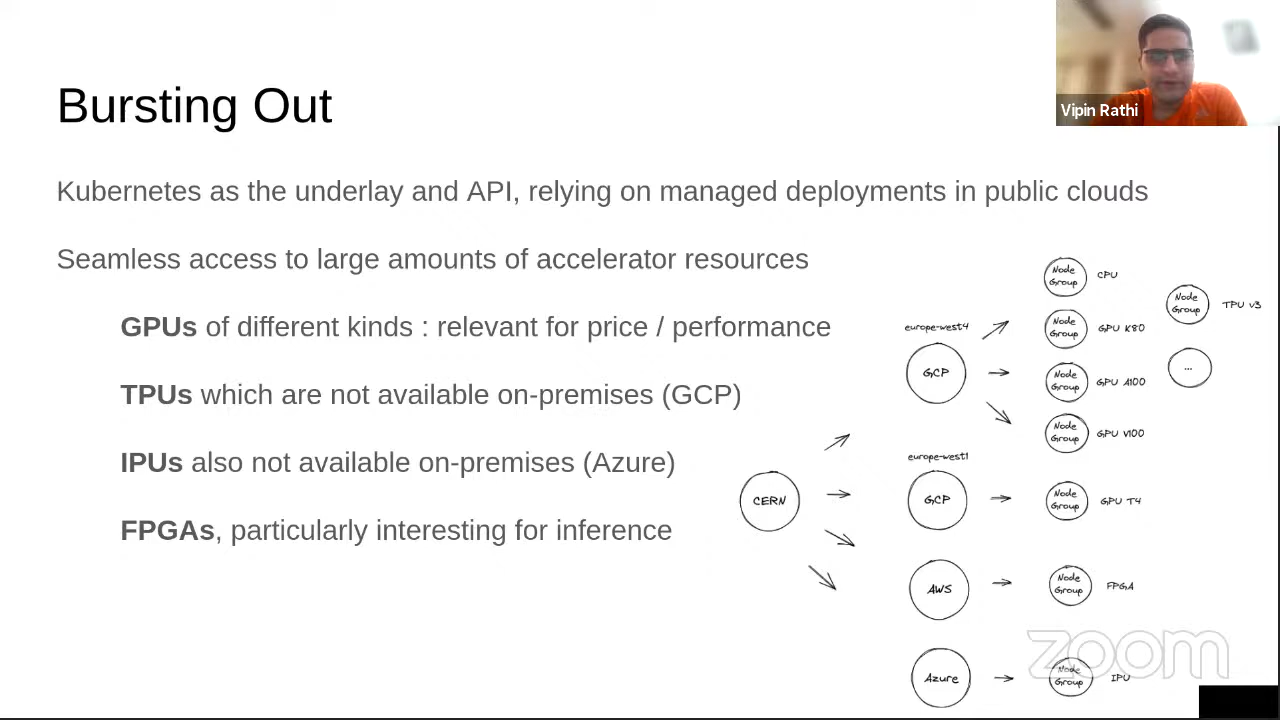 Bursting Out
Vipin Rathi
Kubernetes as the underlay and API, relying on managed deployments in public clouds
Seamless access to large amounts of accelerator resources
GPUs of different kinds : relevant for price / performance
TPUs which are not available on-premises (GCP)
IPUs also not available on-premises (Azure)
FPGAs, particularly interesting for inference
CERN
europe-west4
GCP
Node
Group
CPU
Node
Group
GPU K80
Node
Group
GPU A100
Node
Group
GPU V100
Node
Group
TPU v3
...
europe-west1
GCP
Node
Group
GPU T4
AWS
Node
Group
FPGA
Azure
Node
Group
IPU
zoom